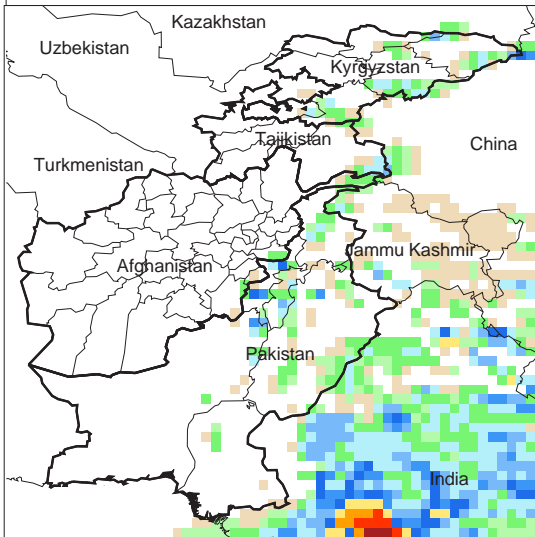 Kazakhstan
Uzbekistan
Kyrgyzstan
Tajikistan
China
Turkmenistan
Jammu Kashmir
Afghanistan
Pakistan
India